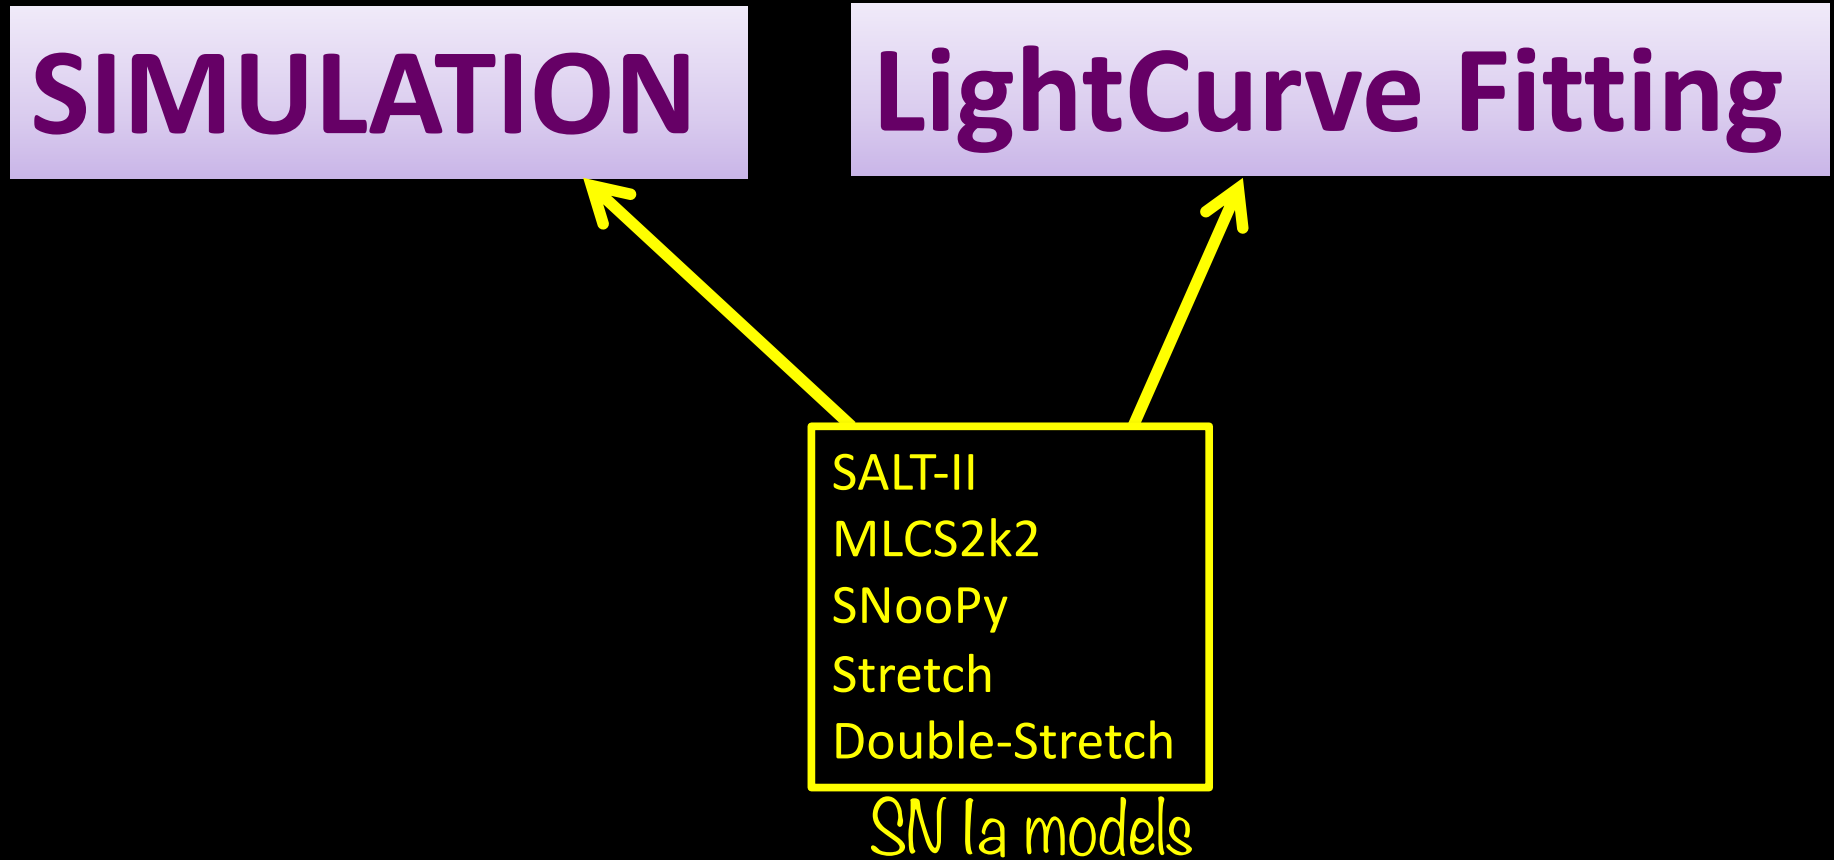 SIMULATION
LightCurve Fitting
SALT-II
MLCS2k2
SNooPy
Stretch
Double-Stretch
SN Ia models